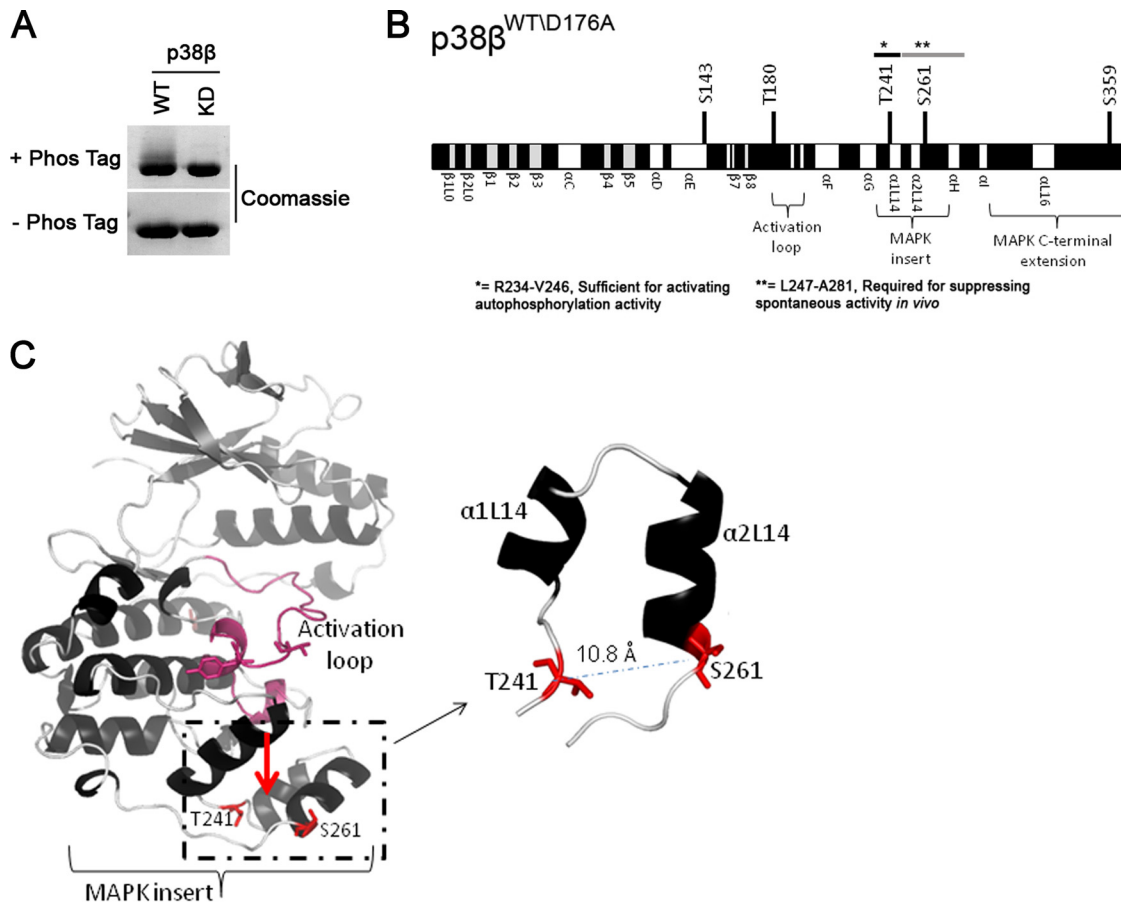 A
p38β
WT
KD
+ Phos Tag
- Phos Tag
Coomassie
B
p38βWT\D176A
*
**
S143
T180
T241
S261
S359
β1L0
β2L0
β1
β2
β3
αC
β4
β5
αD
αE
β7
β8
αF
αG
α1L14
α2L14
αH
αI
αL16
Activation
loop
MAPK
insert
MAPK C-terminal
extension
*= R234-V246, Sufficient for activating
autophosphorylation activity
**= L247-A281, Required for suppressing
spontaneous activity in vivo
C
Activation
loop
T241
S261
MAPK insert
α1L14
α2L14
10.8 Å
T241
S261